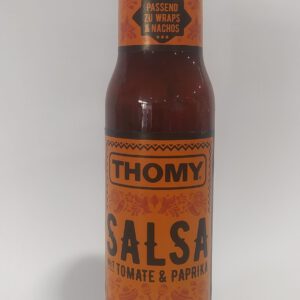 PASSEND
ZU WRAPS
& NACHOS
THOMY
SALSA
MIT TOMATE & PAPRIKA